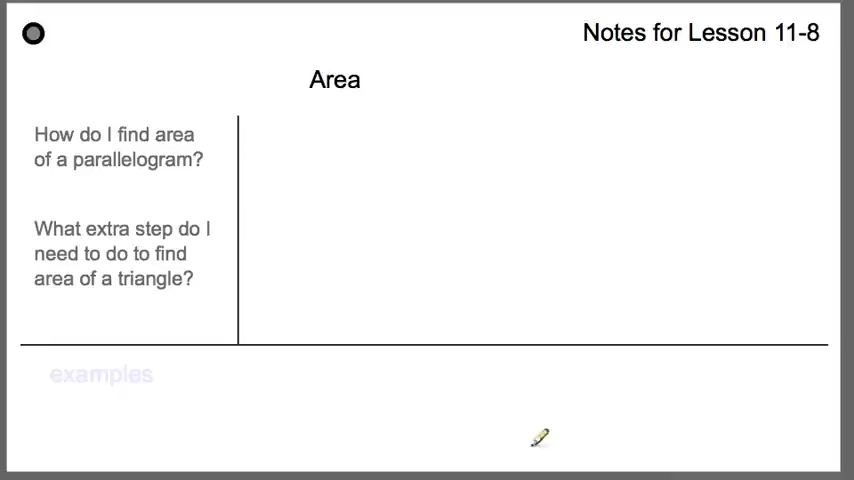 Notes for Lesson 11-8
Area
How do I find area
of a parallelogram?
What extra step do I
need to do to find
area of a triangle?
examples